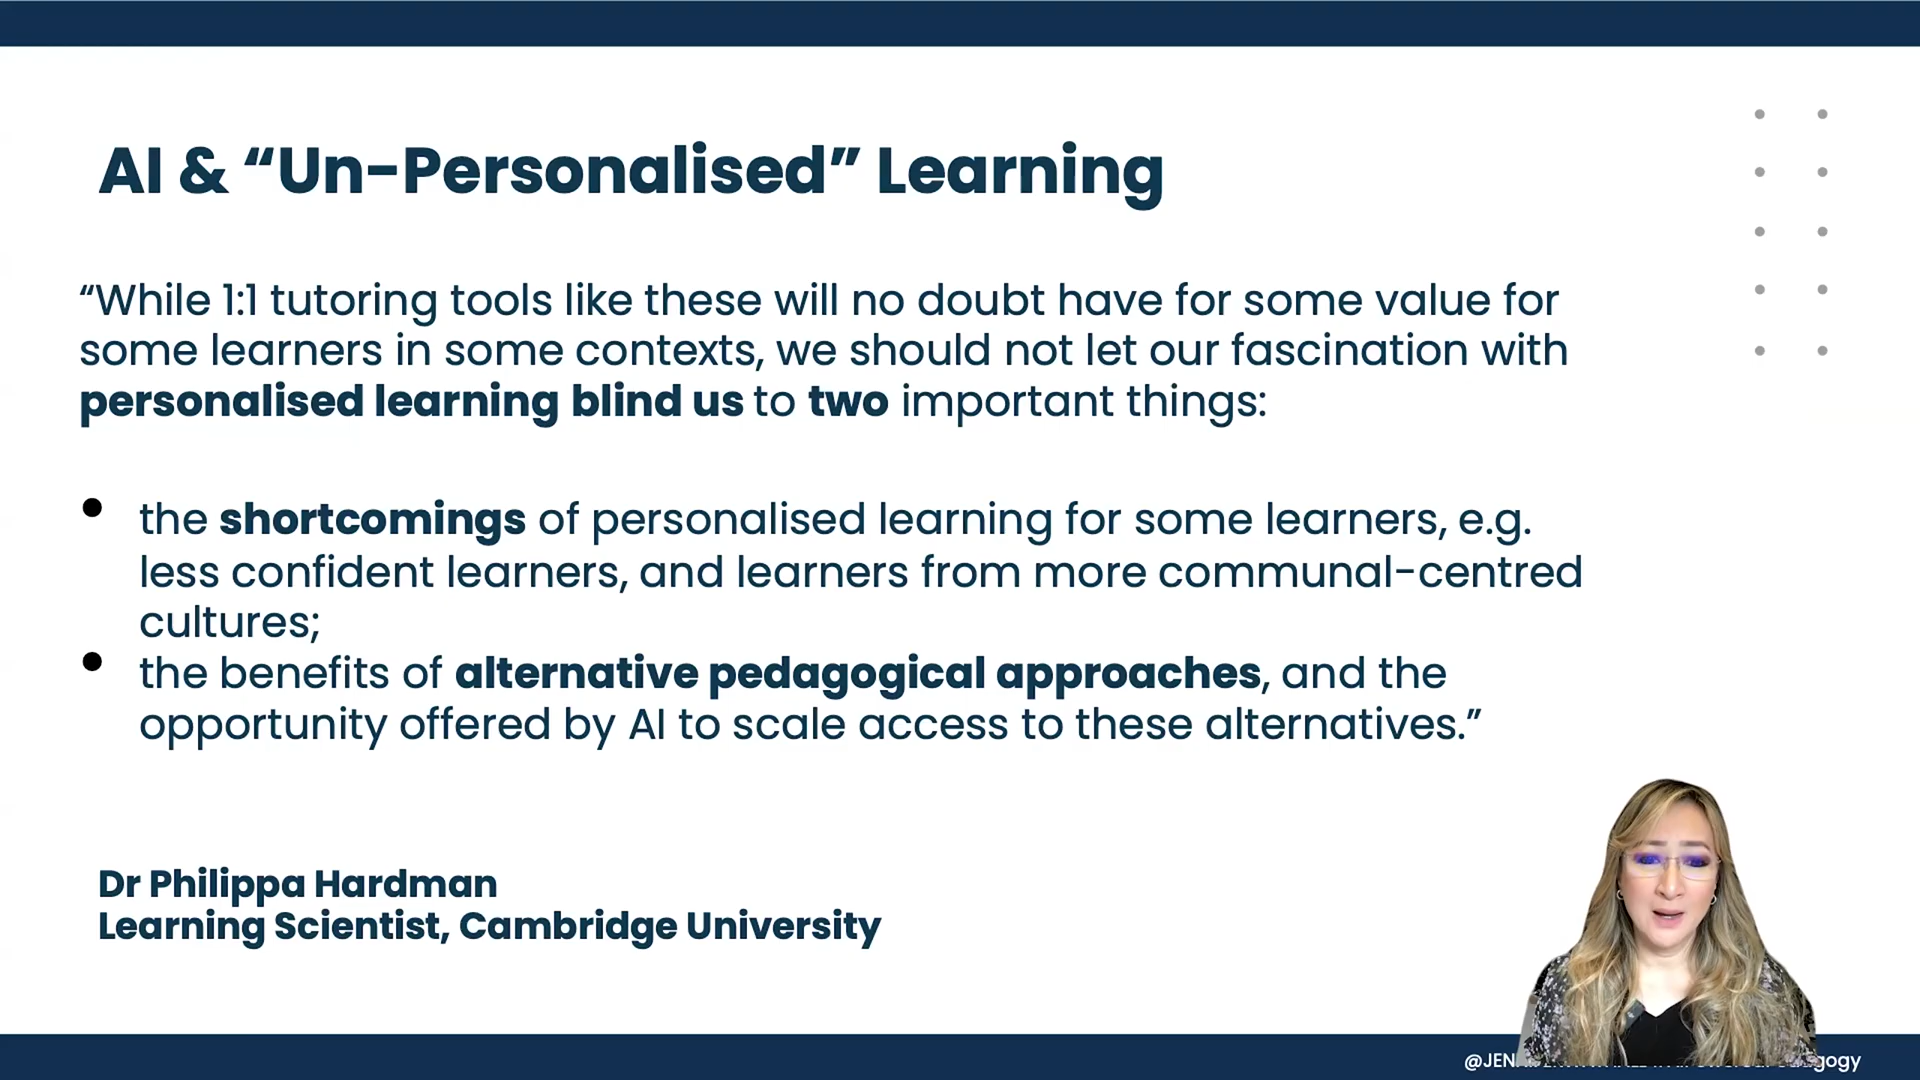 AI & “Un-Personalised” Learning
“While 1:1 tutoring tools like these will no doubt have for some value for
some learners in some contexts, we should not let our fascination with
personalised learning blind us to two important things:
• the shortcomings of personalised learning for some learners, e.g.
less confident learners, and learners from more communal-centred
cultures;
• the benefits of alternative pedagogical approaches, and the
opportunity offered by AI to scale access to these alternatives.”
Dr Philippa Hardman
Learning Scientist, Cambridge University